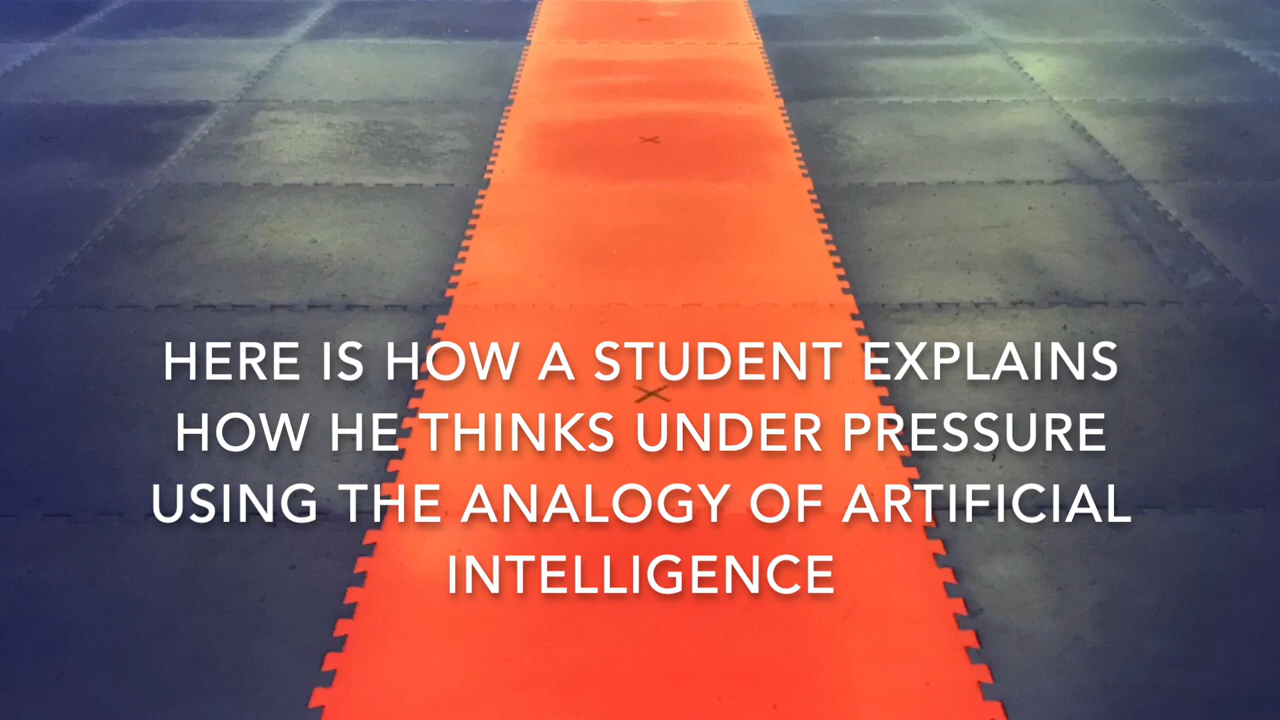 HERE IS HOW A STUDENT EXPLAINS
HOW HE THINKS UNDER PRESSURE
USING THE ANALOGY OF ARTIFICIAL
INTELLIGENCE